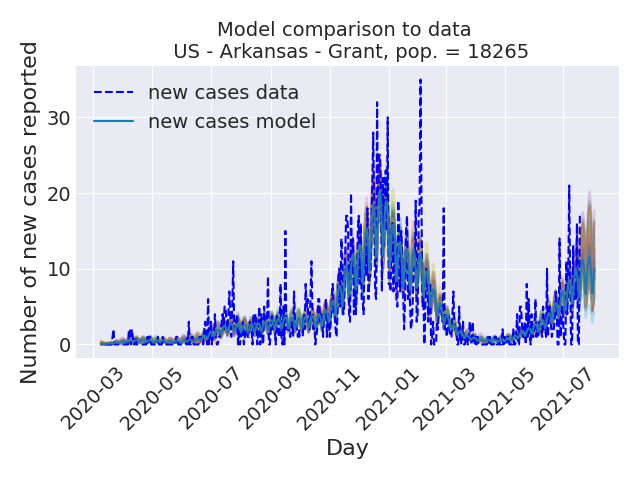 Model comparison to data
US - Arkansas - Grant, pop. = 18265
Number of new cases reported
30
20
10
0
new cases data
new cases model
2020-03
2020-05
2020-07
2020-09
2020-11
2021-01
2021-03
2021-05
2021-07
Day